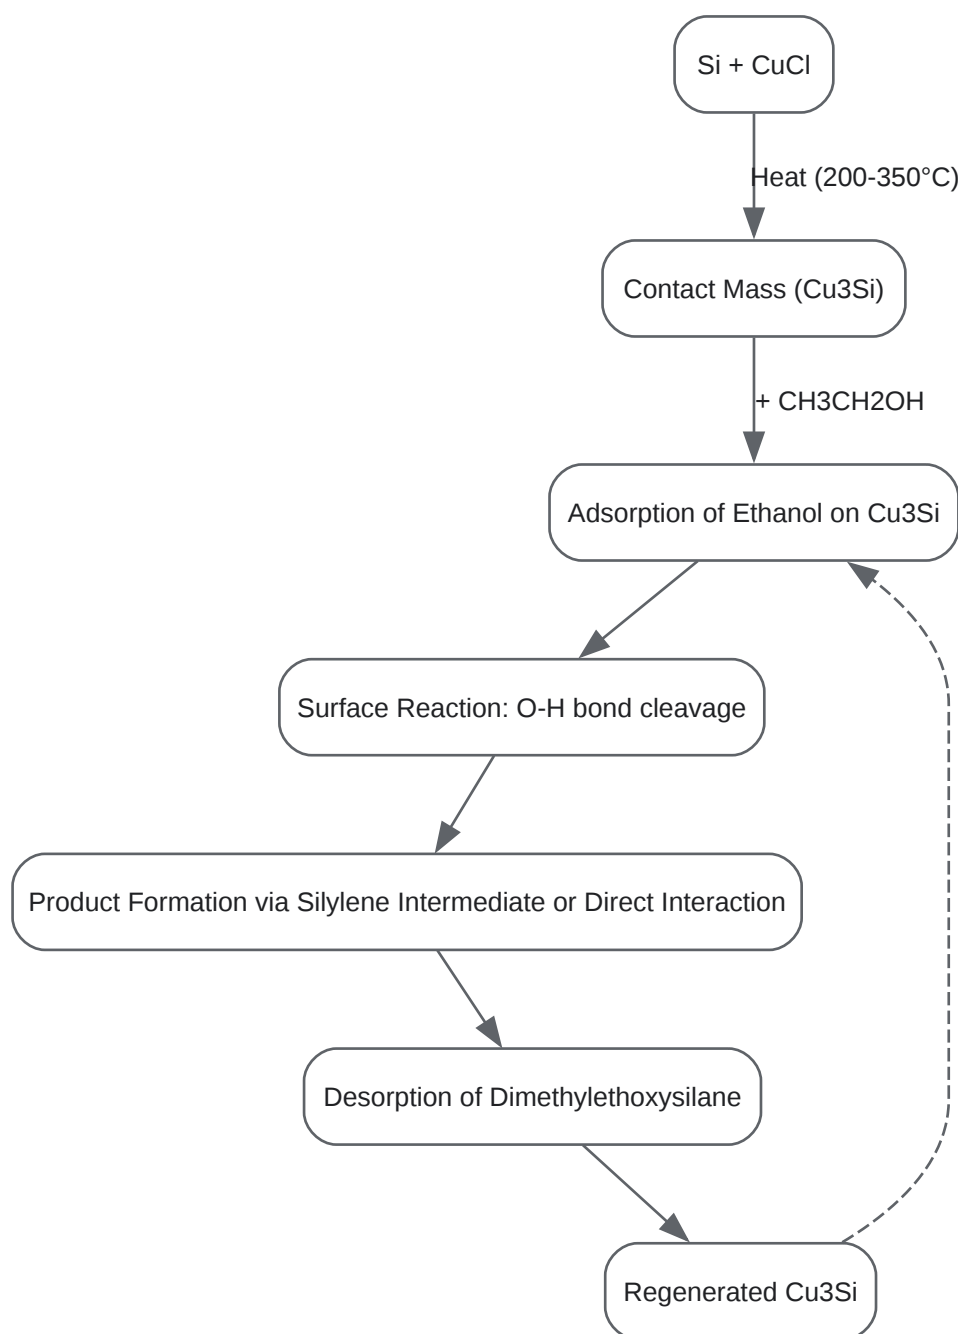 Si + CuCl
Heat (200-350°C)
Contact Mass (Cu3Si)
+ CH3CH2OH
Adsorption of Ethanol on Cu3Si
Surface Reaction: O-H bond cleavage
Product Formation via Silylene Intermediate or Direct Interaction
Desorption of Dimethylethoxysilane
Regenerated Cu3Si